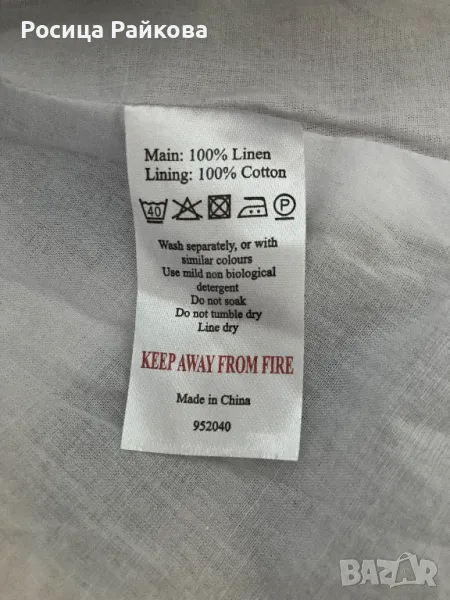 Росица Райкова
Main: 100% Linen
Lining: 100% Cotton
40 P
Wash separately, or with
similar colours
Use mild non biological
detergent
Do not soak
Do not tumble dry
Line dry
KEEP AWAY FROM FIRE
Made in China
952040
BAZAR